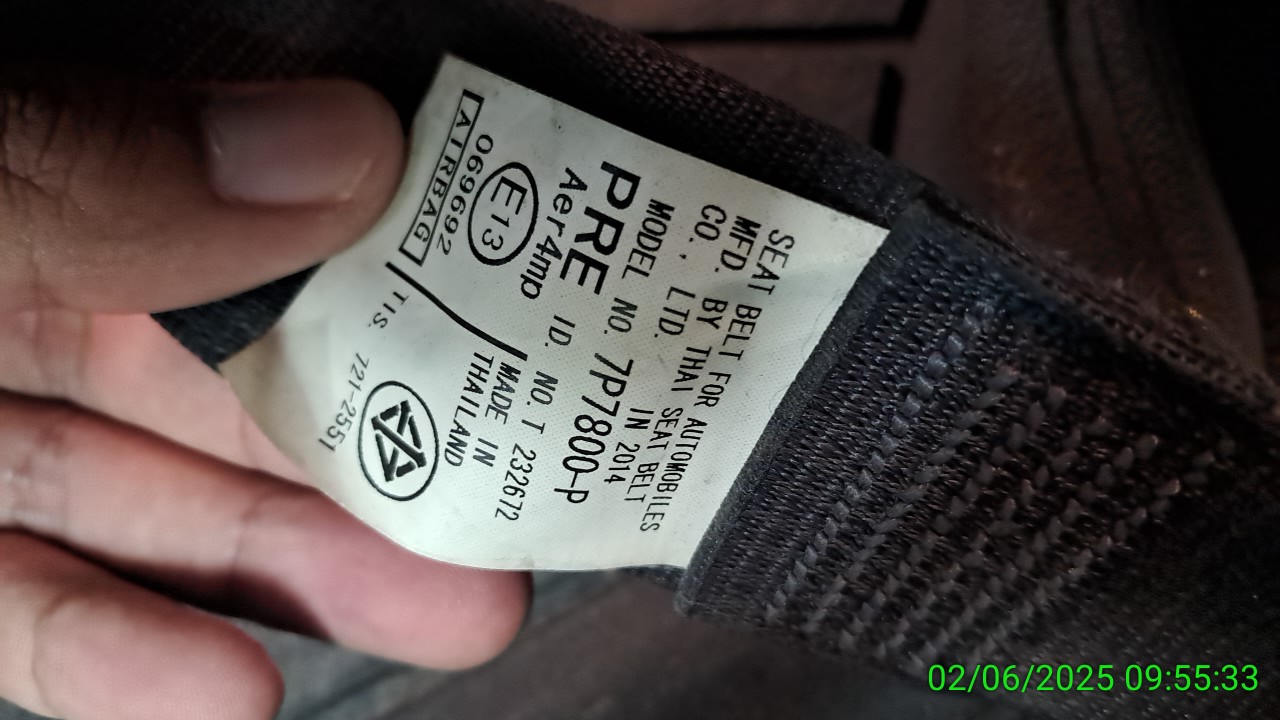 SEAT BELT FOR AUTOMOBILES
MFD. BY THAI SEAT BELT
CO., LTD. IN 2014
MODEL NO. 7P7800-P
PRE
Aer4mp ID. NO. T 232672
E13
MADE IN
THAILAND
069692
AIRBAG
TIS. 721-2551
02/06/2025 09:55:33